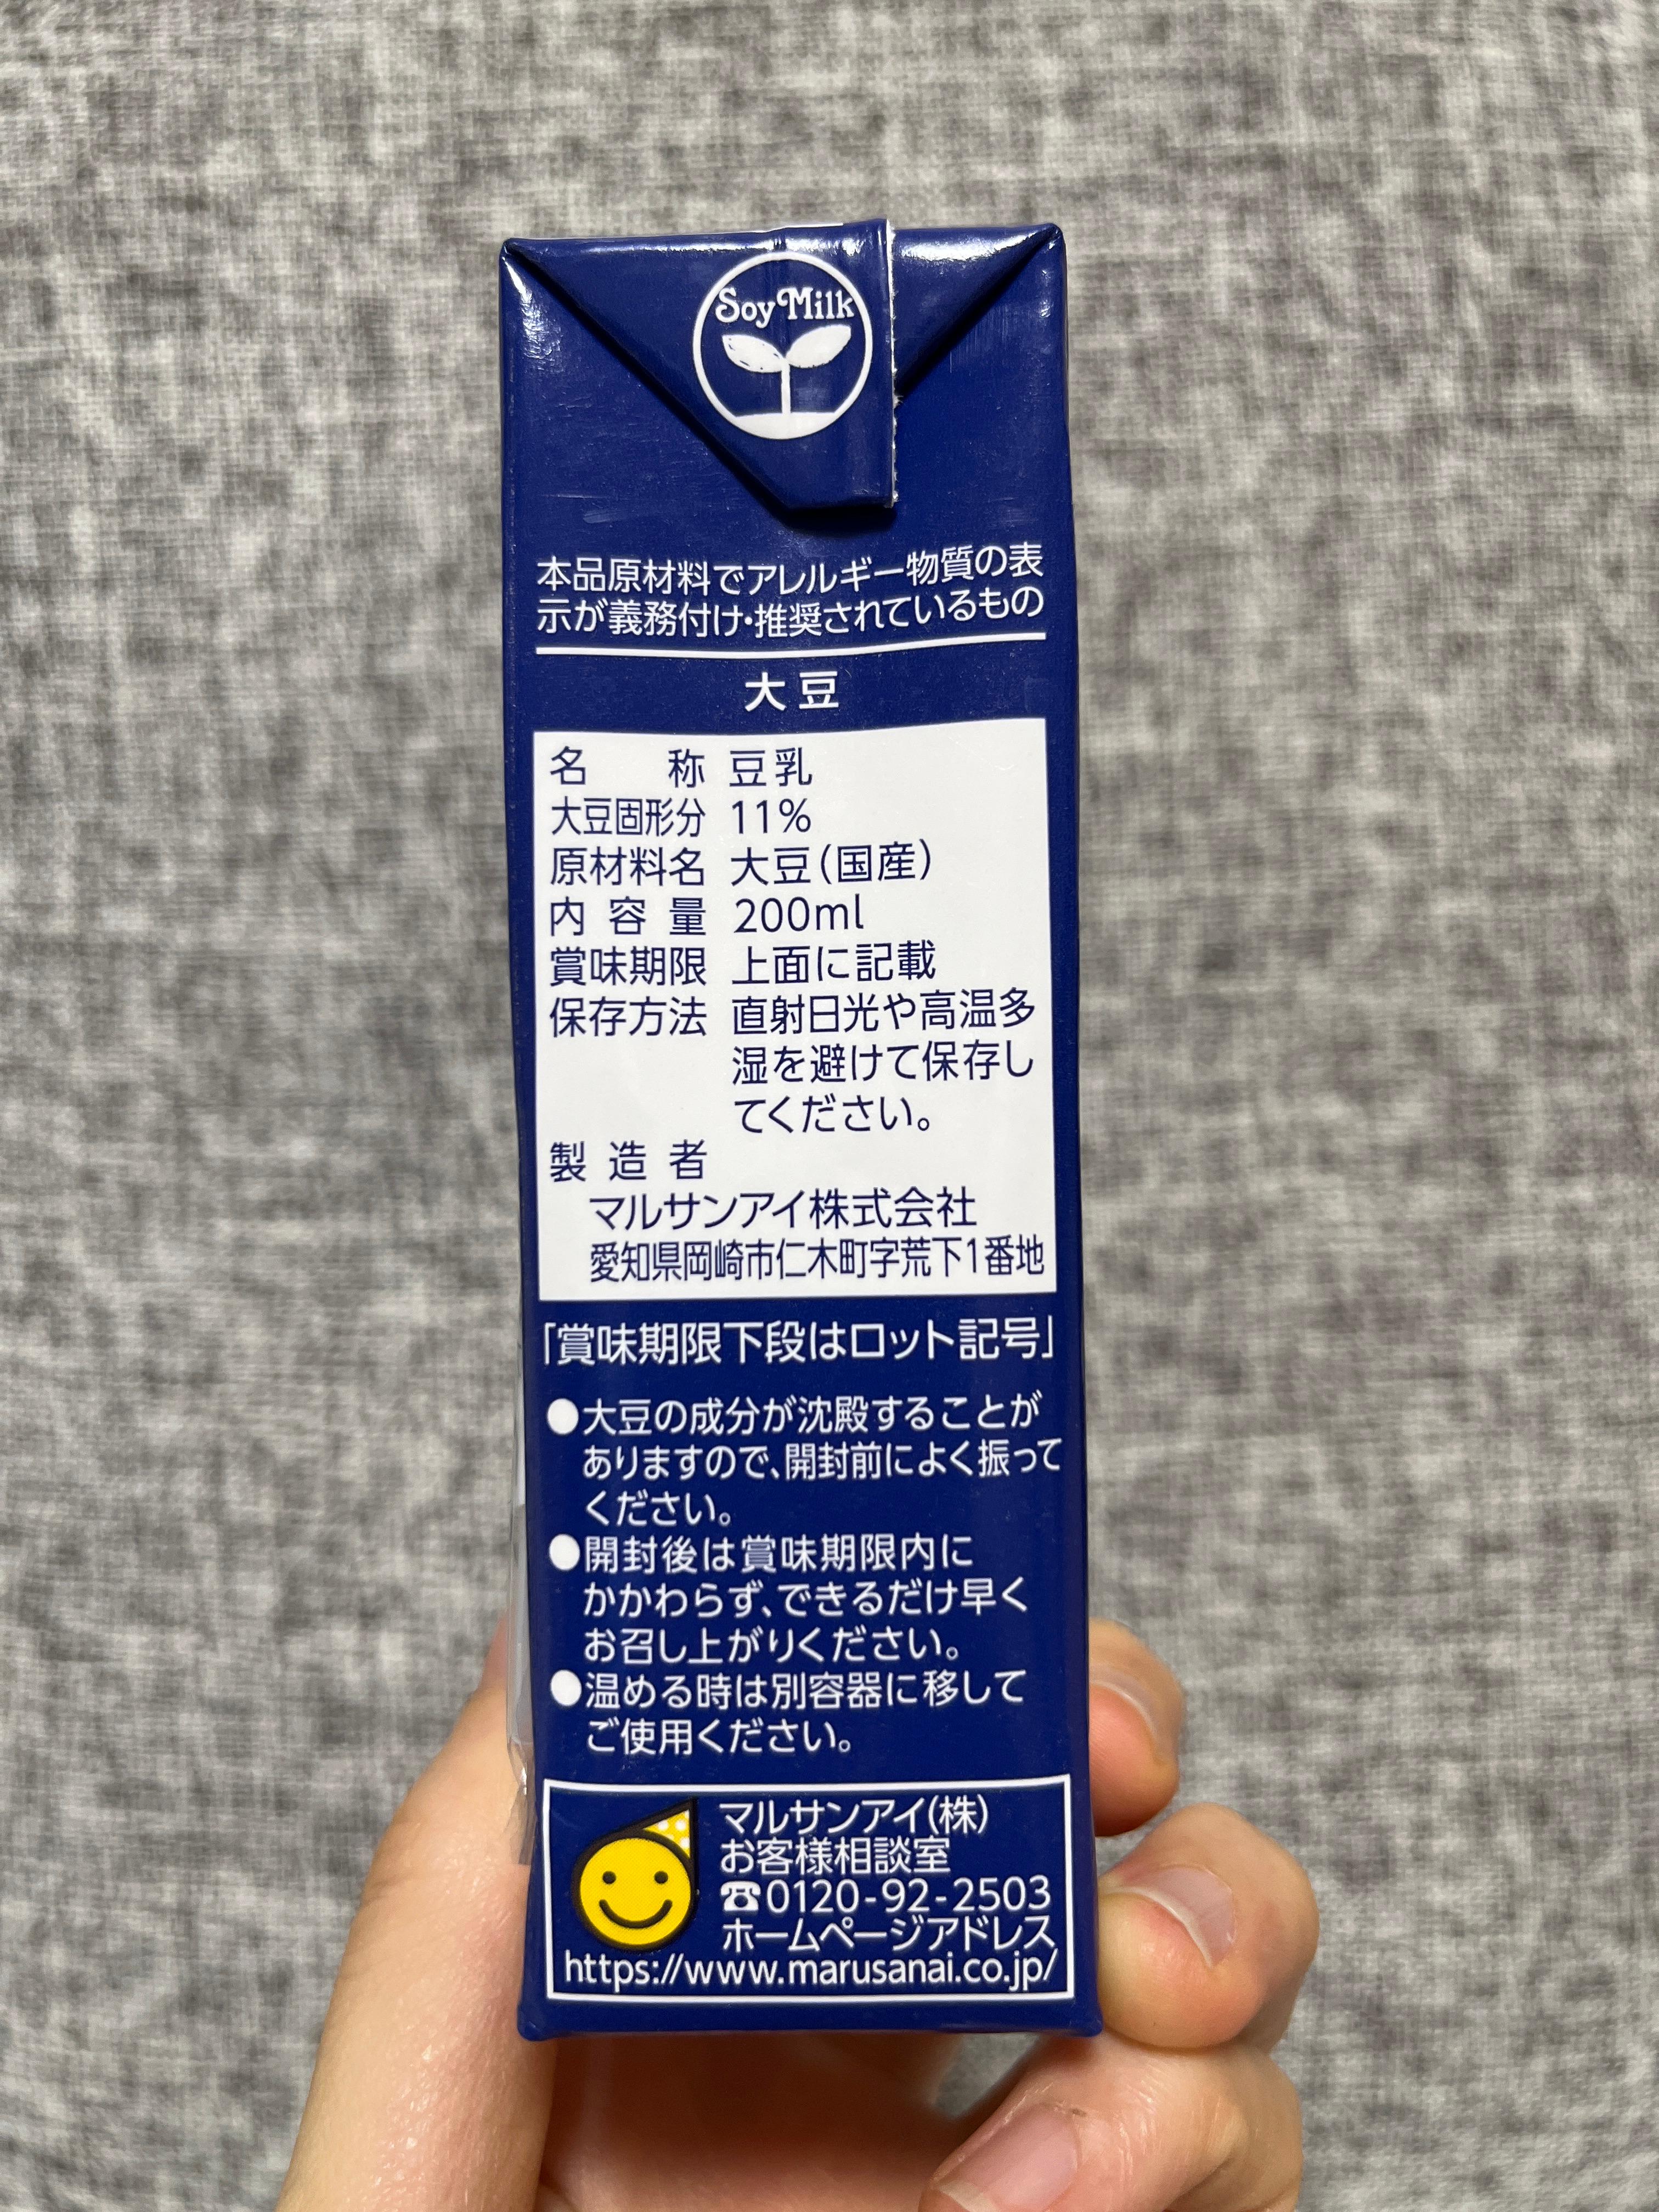 Soy Milk
本品原材料でアレルギー物質の表
示が義務付け・推奨されているもの
大豆
名称 豆乳
大豆固形分 11%
原材料名 大豆(国産)
内容量 200ml
賞味期限 上面に記載
保存方法 直射日光や高温多
湿を避けて保存し
てください。
製造者
マルサンアイ株式会社
愛知県岡崎市仁木町字荒下1番地
「賞味期限下段はロット記号」
●大豆の成分が沈殿することが
ありますので、開封前によく振って
ください。
●開封後は賞味期限内に
かかわらず、できるだけ早く
お召し上がりください。
●温める時は別容器に移して
ご使用ください。
マルサンアイ(株)
お客様相談室
☎0120-92-2503
ホームページアドレス
https://www.marusanai.co.jp/